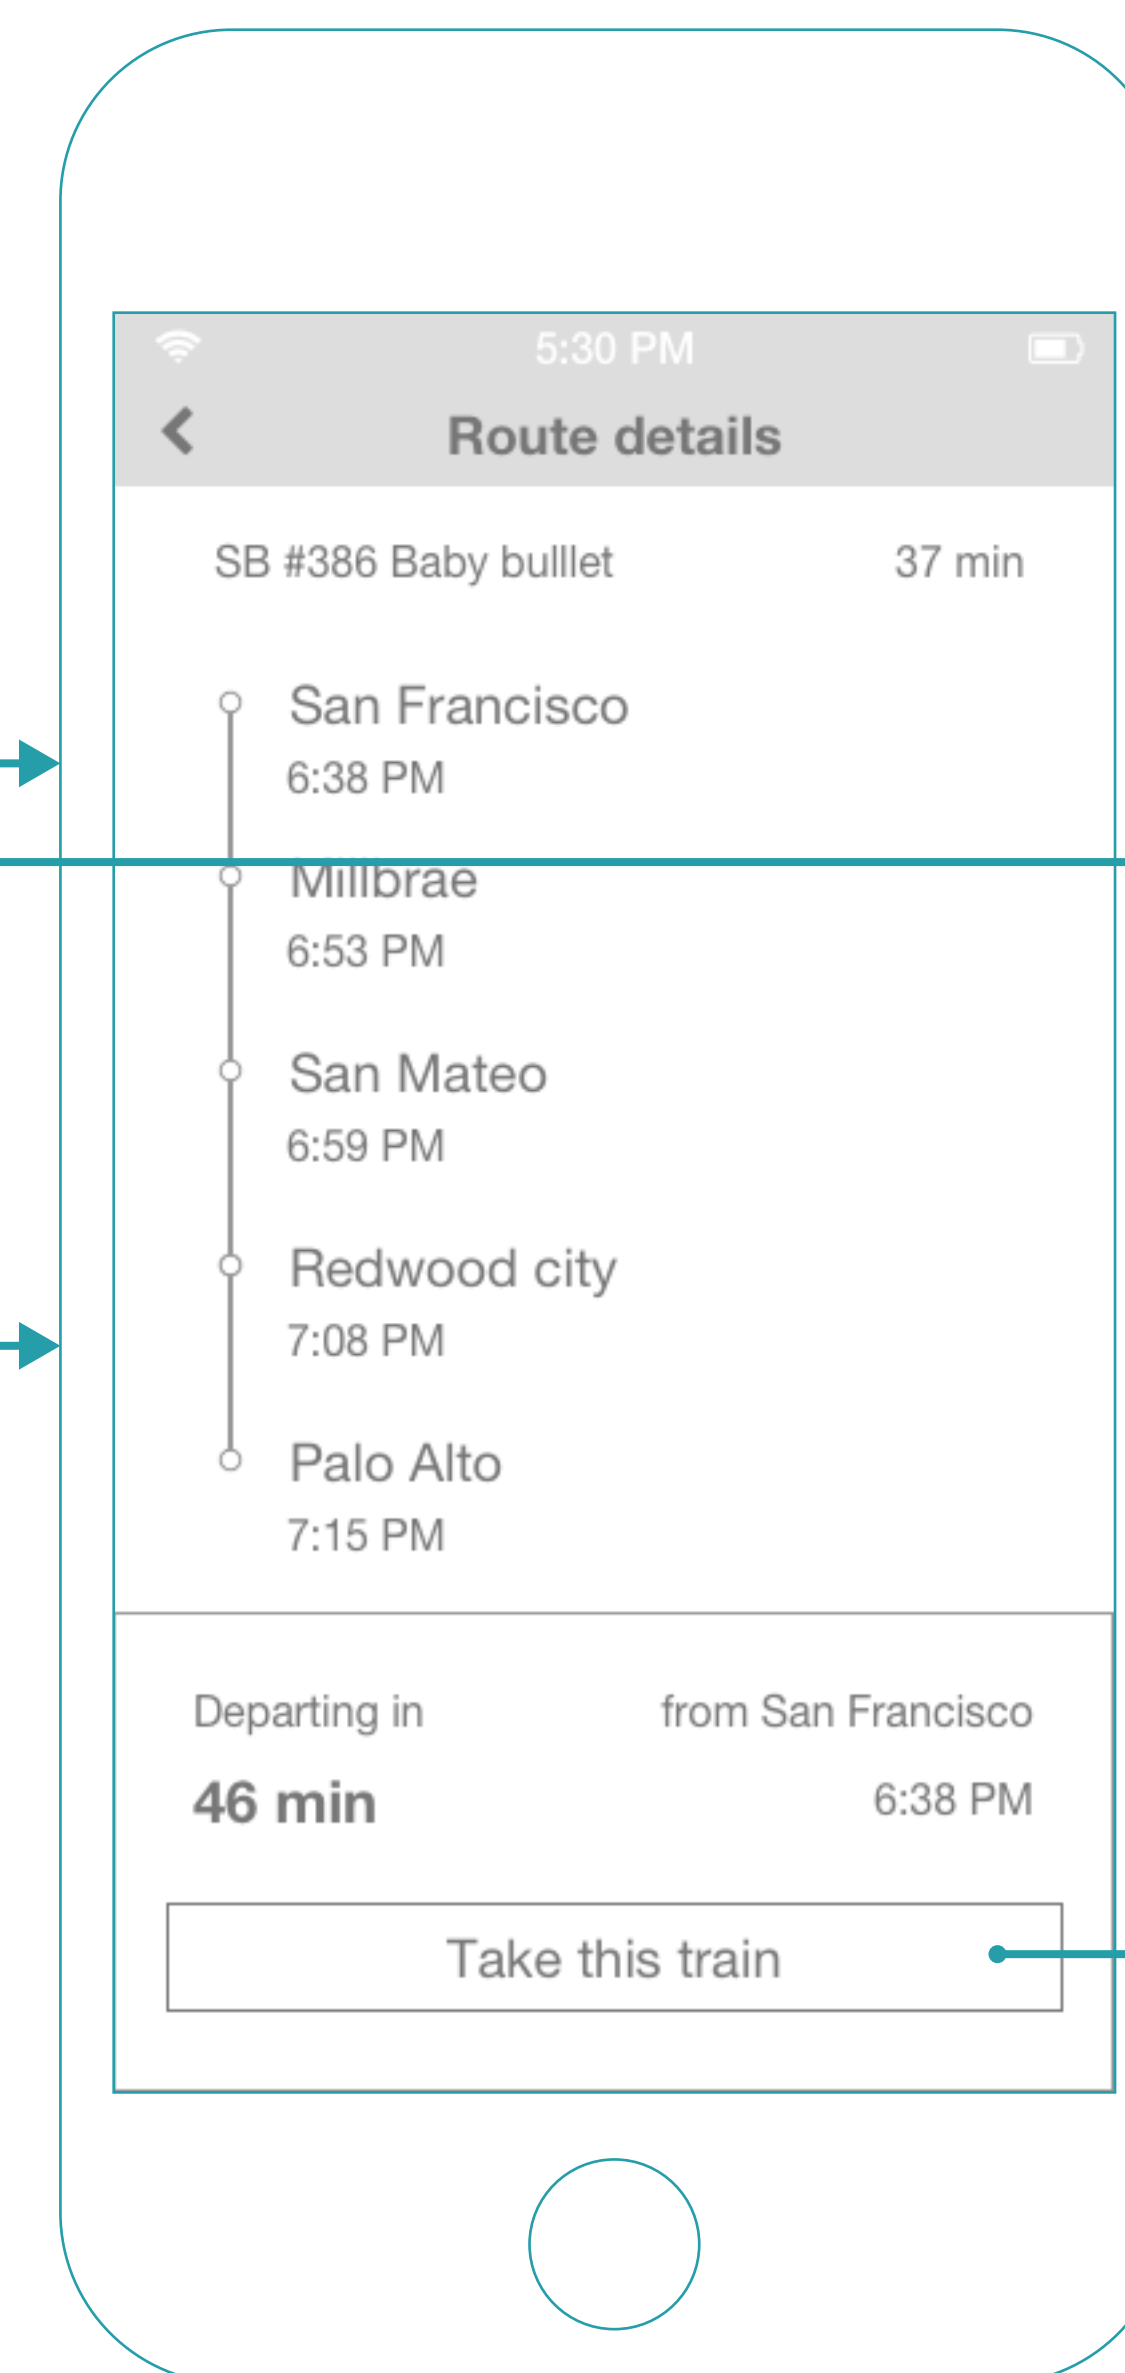 5:30 PM
Route details
SB #386 Baby bulllet 37 min
San Francisco
6:38 PM
Millbrae
6:53 PM
San Mateo
6:59 PM
Redwood city
7:08 PM
Palo Alto
7:15 PM
Departing in from San Francisco
46 min 6:38 PM
Take this train